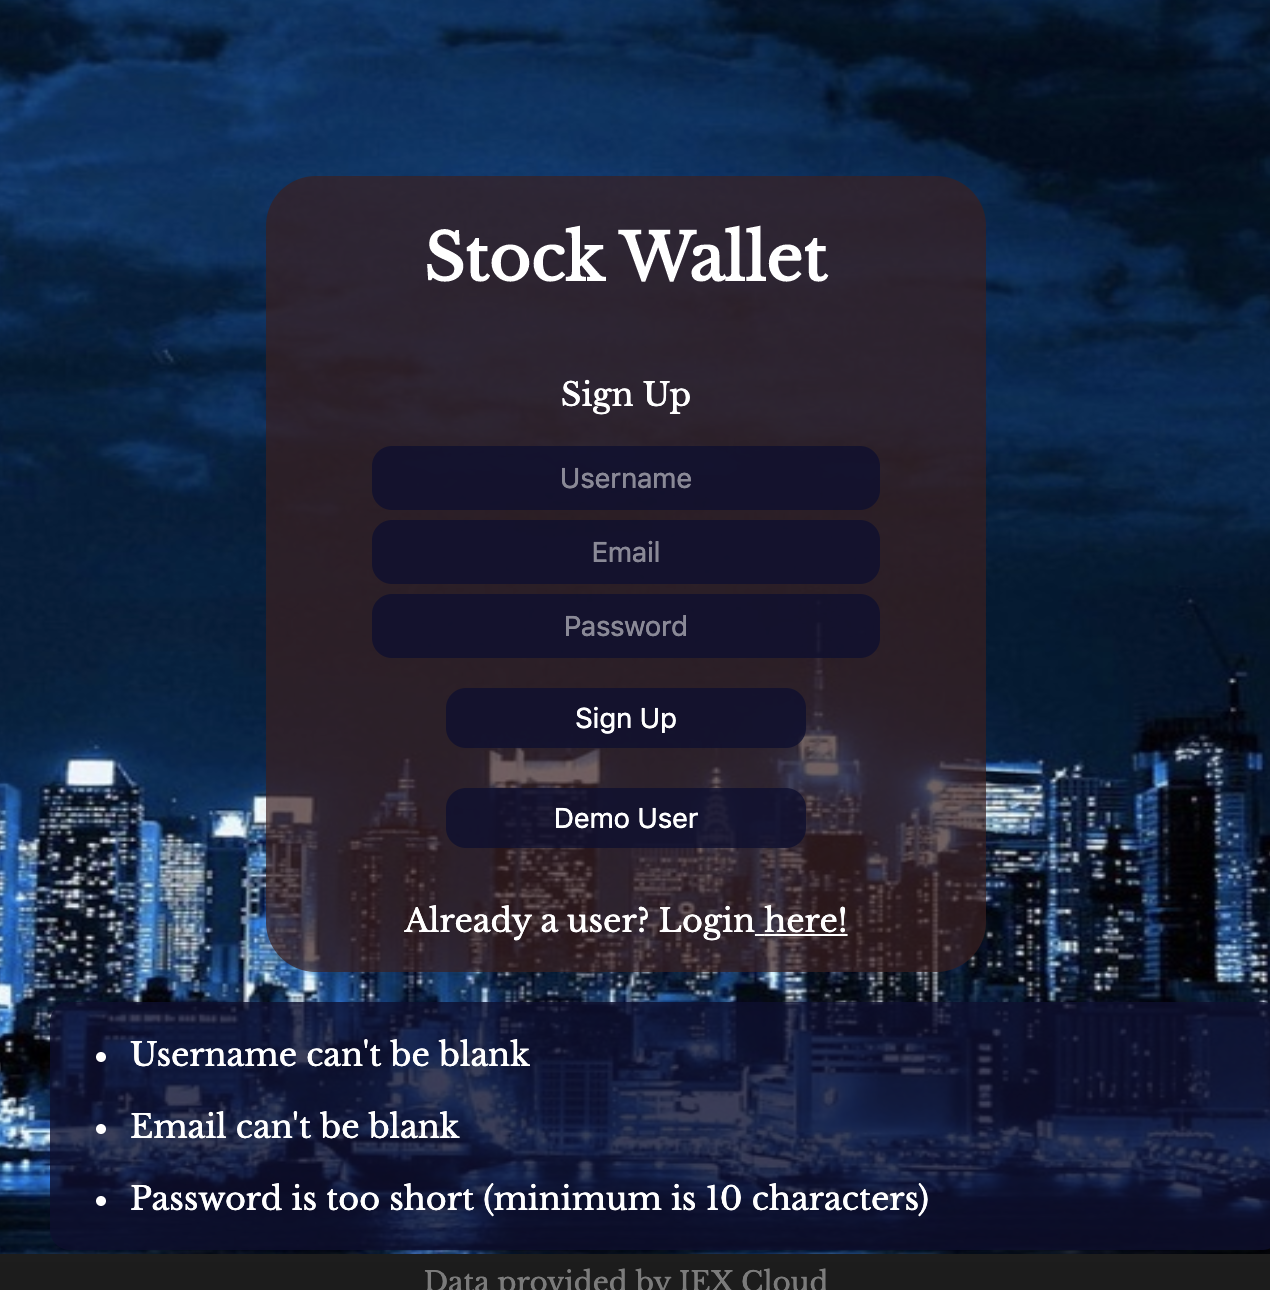 Stock Wallet
Sign Up
Username
Email
Password
Sign Up
Demo User
Already a user? Login here!
• Username can't be blank
• Email can't be blank
• Password is too short (minimum is 10 characters)
Data provided by IEX Cloud